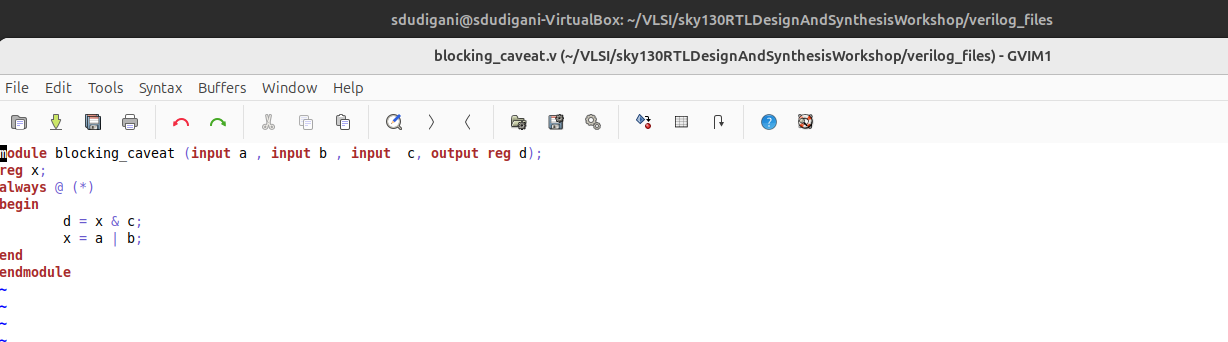 sdudigani@sdudigani-VirtualBox: ~/VLSI/sky130RTLDesignAndSynthesisWorkshop/verilog_files
blocking_caveat.v (~/VLSI/sky130RTLDesignAndSynthesisWorkshop/verilog_files) - GVIM1
File Edit Tools Syntax Buffers Window Help
module blocking_caveat (input a , input b , input  c, output reg d);
reg x;
always @ (*)
begin
        d = x & c;
        x = a | b;
end
endmodule
~
~
~
~